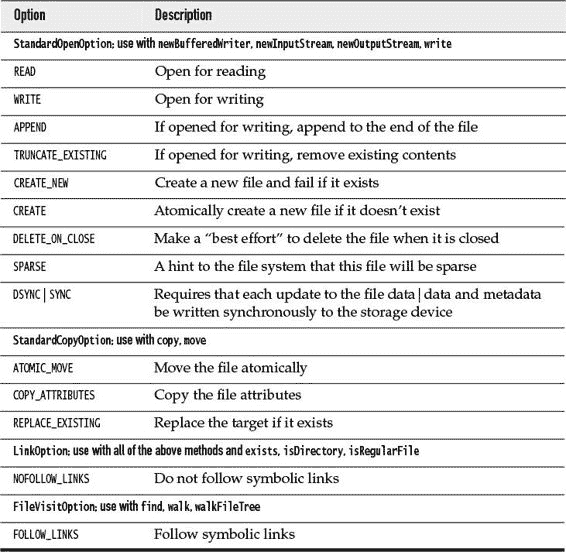 Option Description
StandardOpenOption; use with newBufferedWriter, newInputStream, newOutputStream, write
READ Open for reading
WRITE Open for writing
APPEND If opened for writing, append to the end of the file
TRUNCATE_EXISTING If opened for writing, remove existing contents
CREATE_NEW Create a new file and fail if it exists
CREATE Atomically create a new file if it doesn’t exist
DELETE_ON_CLOSE Make a “best effort” to delete the file when it is closed
SPARSE A hint to the file system that this file will be sparse
DSYNC|SYNC Requires that each update to the file data|data and metadata
be written synchronously to the storage device
StandardCopyOption; use with copy, move
ATOMIC_MOVE Move the file atomically
COPY_ATTRIBUTES Copy the file attributes
REPLACE_EXISTING Replace the target if it exists
LinkOption; use with all of the above methods and exists, isDirectory, isRegularFile
NOFOLLOW_LINKS Do not follow symbolic links
FileVisitOption; use with find, walk, walkFileTree
FOLLOW_LINKS Follow symbolic links